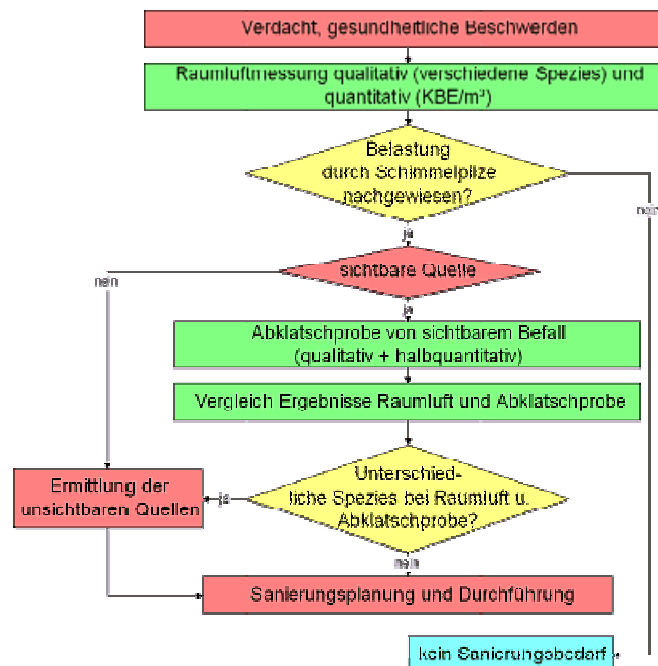 Verdacht, gesundheitliche Beschwerden
Raumluftmessung qualitativ (verschiedene Spezies) und
quantitativ (KBE/m³)
Belastung
durch Schimmelpilze
nachgewiesen?
nein
ja
sichtbare Quelle
nein
ja
Abklatschprobe von sichtbarem Befall
(qualitativ + halbquantitativ)
Vergleich Ergebnisse Raumluft und Abklatschprobe
Unterschied-
liche Spezies bei Raumluft u.
Abklatschprobe?
ja
Ermittlung der
unsichtbaren Quellen
nein
Sanierungsplanung und Durchführung
kein Sanierungsbedarf